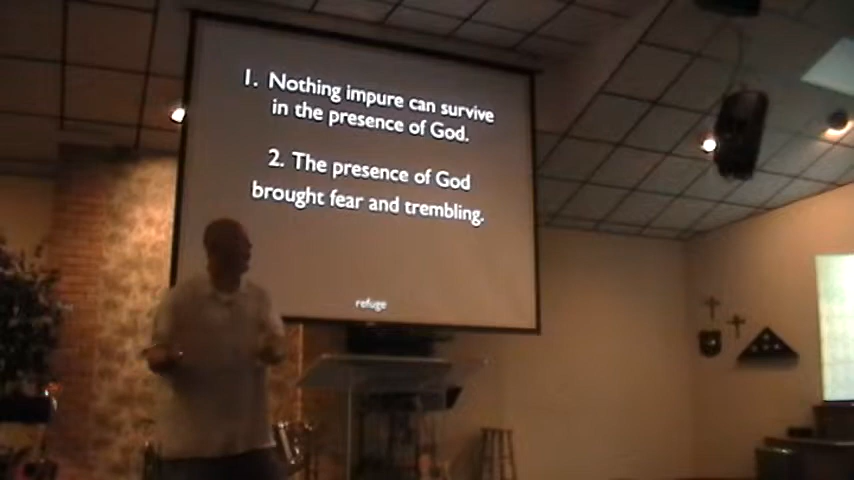 1. Nothing impure can survive
in the presence of God.
2. The presence of God
brought fear and trembling.
refuge